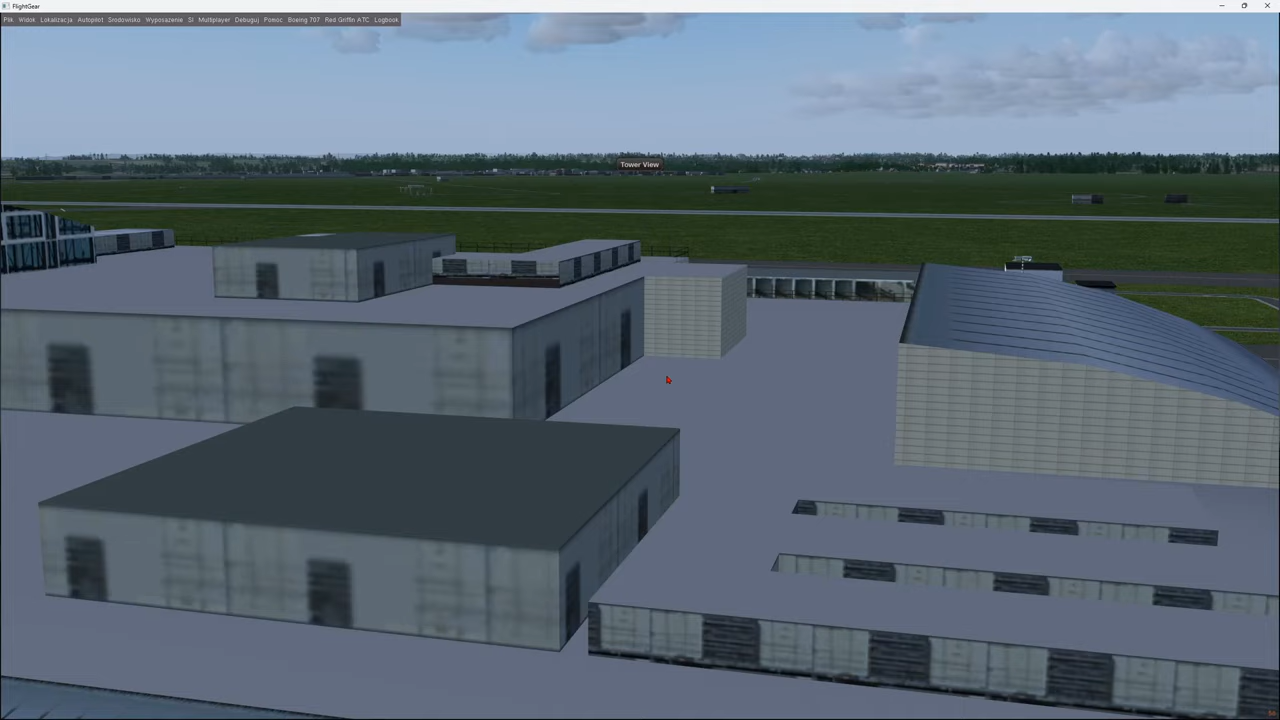 FlightGear
Plik Widok Lokalizacja Autopilot Środowisko Wyposażenie SI Multiplayer Debuguj Pomoc Boeing 707 Red Griffin ATC Logbook
Tower View